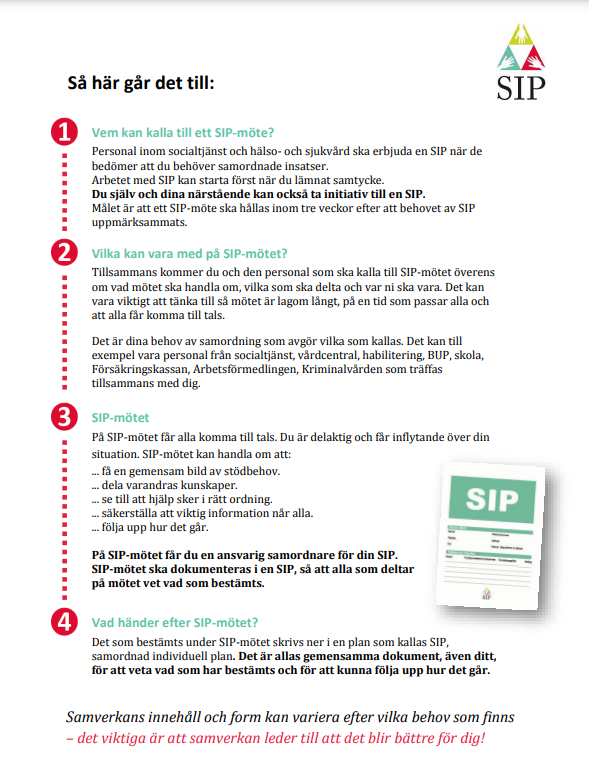 SIP
Så här går det till:
1
Vem kan kalla till ett SIP-möte?
Personal inom socialtjänst och hälso- och sjukvård ska erbjuda en SIP när de
bedömer att du behöver samordnade insatser.
Arbetet med SIP kan starta först när du lämnat samtycke.
Du själv och dina närstående kan också ta initiativ till en SIP.
Målet är att ett SIP-möte ska hållas inom tre veckor efter att behovet av SIP
uppmärksammats.
2
Vilka kan vara med på SIP-mötet?
Tillsammans kommer du och den personal som ska kalla till SIP-mötet överens
om vad mötet ska handla om, vilka som ska delta och var ni ska vara. Det kan
vara viktigt att tänka till så mötet är lagom långt, på en tid som passar alla och
att alla får komma till tals.
Det är dina behov av samordning som avgör vilka som kallas. Det kan till
exempel vara personal från socialtjänst, vårdcentral, habilitering, BUP, skola,
Försäkringskassan, Arbetsförmedlingen, Kriminalvården som träffas
tillsammans med dig.
3
SIP-mötet
På SIP-mötet får alla komma till tals. Du är delaktig och får inflytande över din
situation. SIP-mötet kan handla om att:
... få en gemensam bild av stödbehov.
... dela varandras kunskaper.
... se till att hjälp sker i rätt ordning.
... säkerställa att viktig information når alla.
... följa upp hur det går.
SIP
SIP
På SIP-mötet får du en ansvarig samordnare för din SIP.
SIP-mötet ska dokumenteras i en SIP, så att alla som deltar
på mötet vet vad som bestämts.
4
Vad händer efter SIP-mötet?
Det som bestämts under SIP-mötet skrivs ner i en plan som kallas SIP,
samordnad individuell plan. Det är allas gemensamma dokument, även ditt,
för att veta vad som har bestämts och för att kunna följa upp hur det går.
Samverkans innehåll och form kan variera efter vilka behov som finns
– det viktiga är att samverkan leder till att det blir bättre för dig!